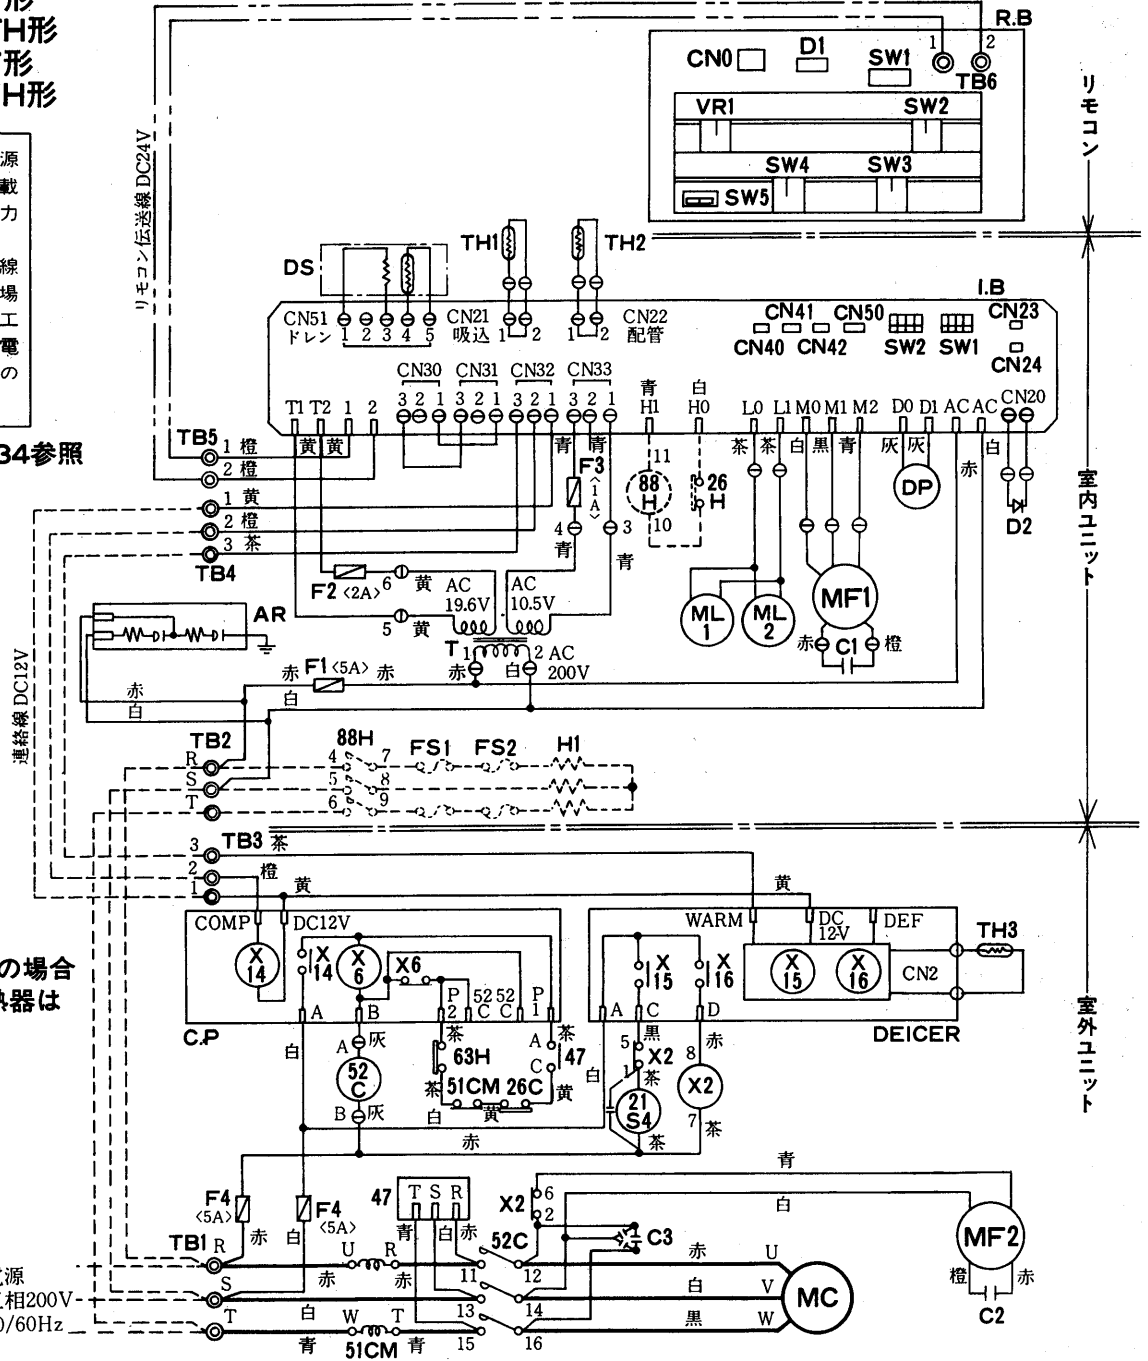 形
TH形
形
H形
源
載
力
線
場
工
電
の
34参照
の場合
熱器は
R.B
CN0 D1 SW1 1 2
TB6
VR1 SW2
SW4 SW3
SW5
リモコン
リモコン伝送線DC24V
TH1 TH2
DS
I.B
CN51 ドレン 1 2 3 4 5
CN21 吸込 1 2
1 2 CN22 配管
CN41 CN50 CN23
CN40 CN42 SW2 SW1 CN24
CN30 CN31 CN32 CN33
3 2 1 3 2 1 3 2 1 3 2 1
青 白
T1 T2 1 2 H1 H0 L0 L1 M0 M1 M2 D0 D1 AC AC CN20
黄 黄 青 青 茶 茶 白 黒 青 灰 灰 赤 白
TB5
1 橙
2 橙
1 黄
2 橙
3 茶
TB4
F3 <1A>
4 3
青 青
11
88 H
10
26 H
DP
D2
室内ユニット
F2 <2A> 6 黄
AC 19.6V
AC 10.5V
5 黄
T 1 2 AC 200V
赤 白
ML 1
ML 2
MF1
赤 C1 橙
AR
赤 F1 <5A> 赤
白
赤
白
連絡線DC12V
TB2
R
S
T
88H FS1 FS2 H1
4 7
5 8
6 9
TB3
3 茶
2 橙
1 黄
黄
COMP DC12V
X 14
X 14
X 6
X6
P 2
52 C
52 C
P 1
A B
C.P
WARM DC 12V DEF
TH3
X 15
X 16
X 15
X 16
CN2
A C D
DEICER
室外ユニット
白 A 灰
52 C
B 灰
茶 63H
茶 51CM 26C
白 黄
茶
A
C
47
黄
白
黒
5 X2
1 茶
21 S4
茶
赤
8
X2
7 茶
赤
F4 <5A>
赤
F4 <5A>
白
47 T S R
青 白 赤
X2 6
2
青
白
C3
MF2
橙 赤
C2
TB1
R
S
T
U R
赤 赤
白
W T
青 51CM 青
52C
11 12
13 14
15 16
赤 U
白 V
黒 W
MC
源
相200V
0/60Hz